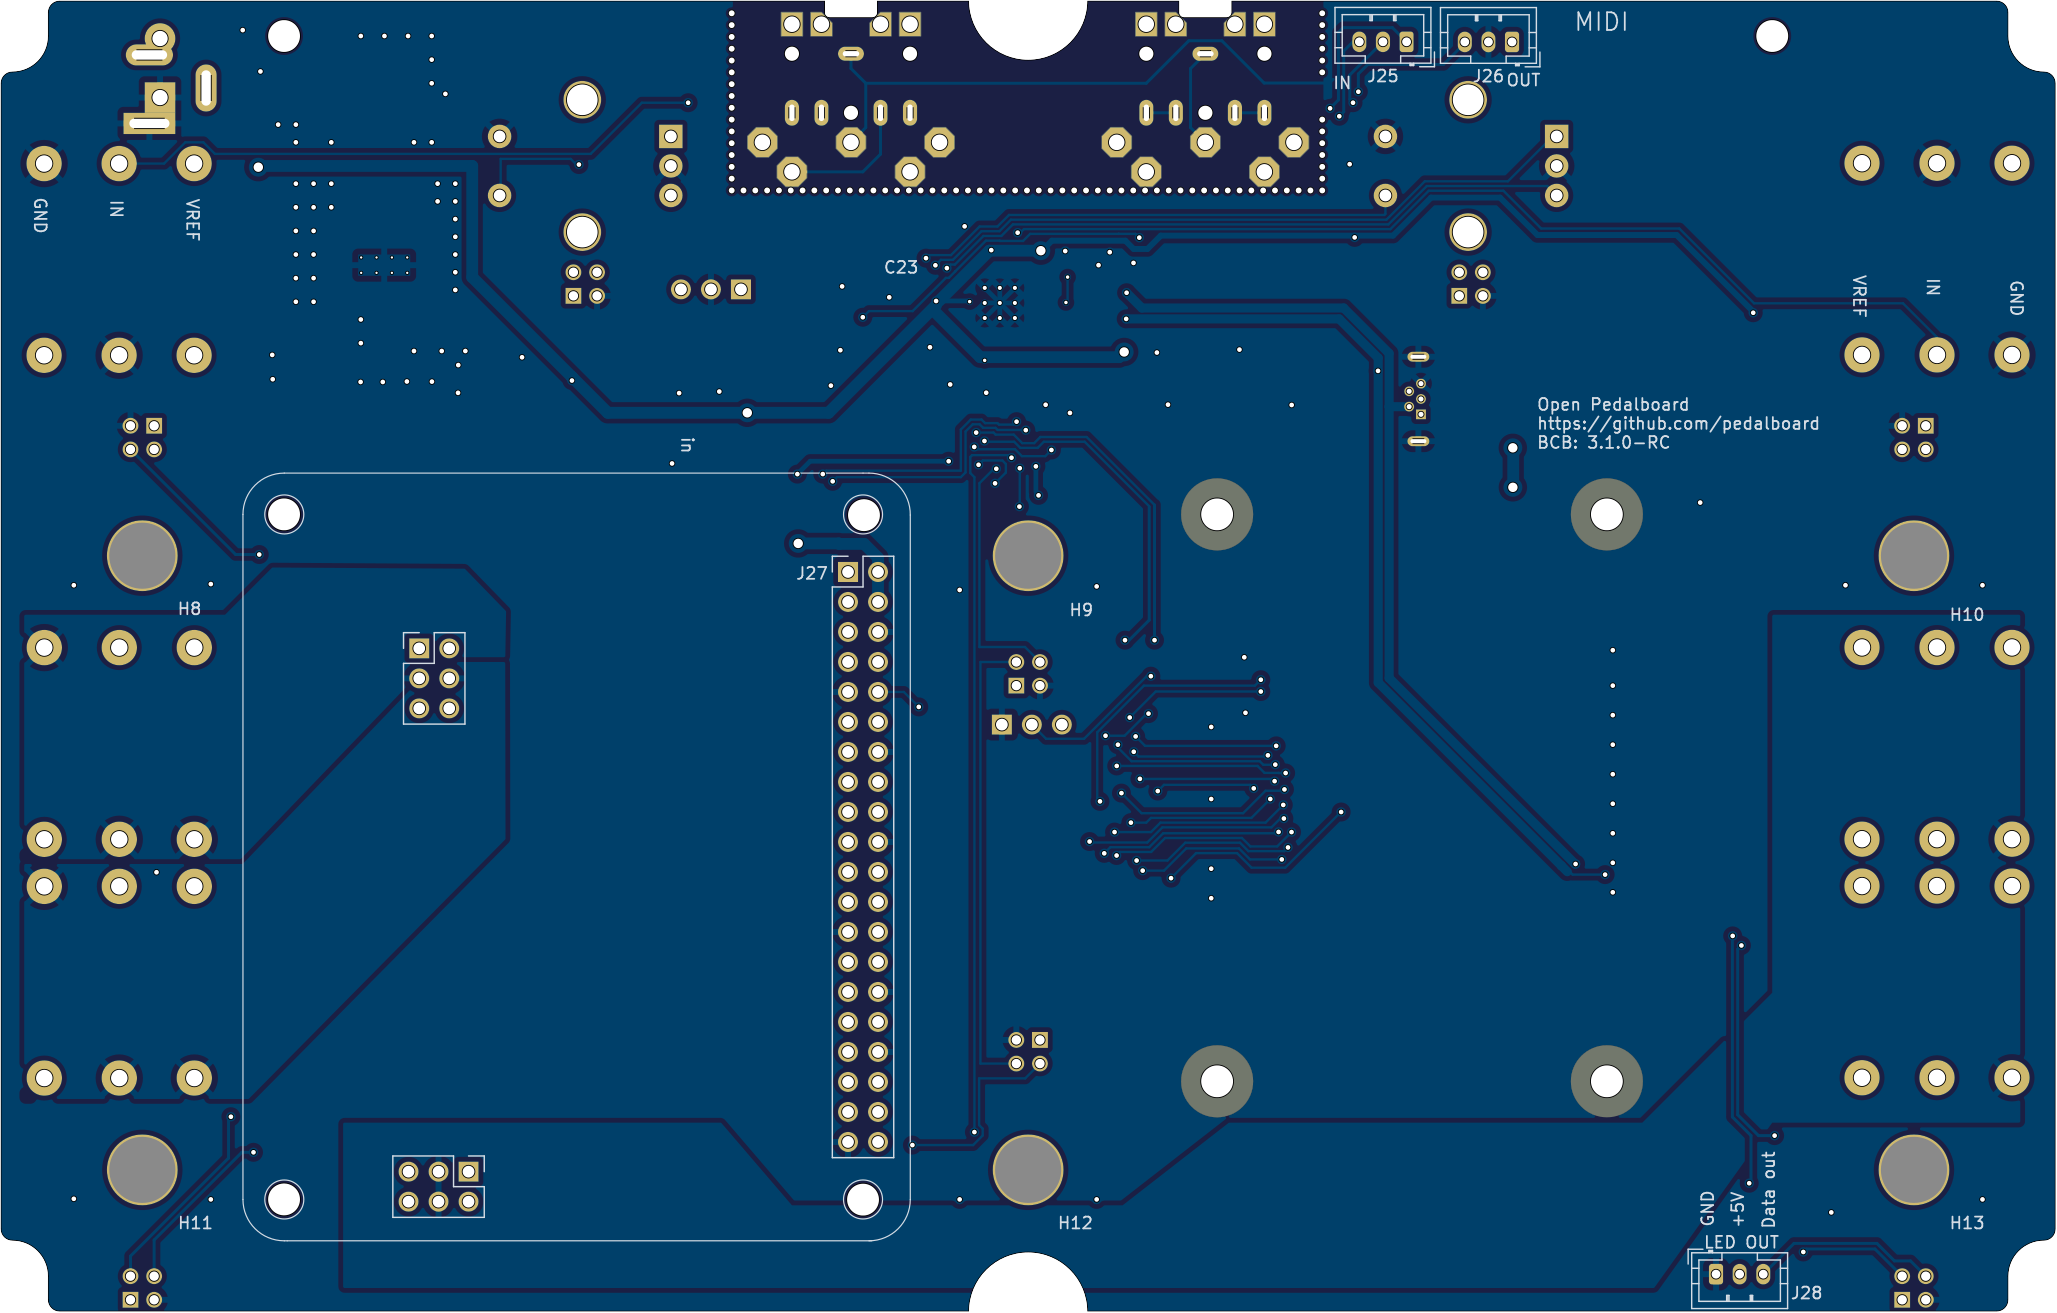 MIDI
IN
J25
J26
OUT
GND
IN
VREF
C23
VREF
IN
GND
Open Pedalboard
https://github.com/pedalboard
BCB: 3.1.0-RC
in
J27
H8
H9
H10
GND
+5V
Data out
H11
H12
H13
LED OUT
J28